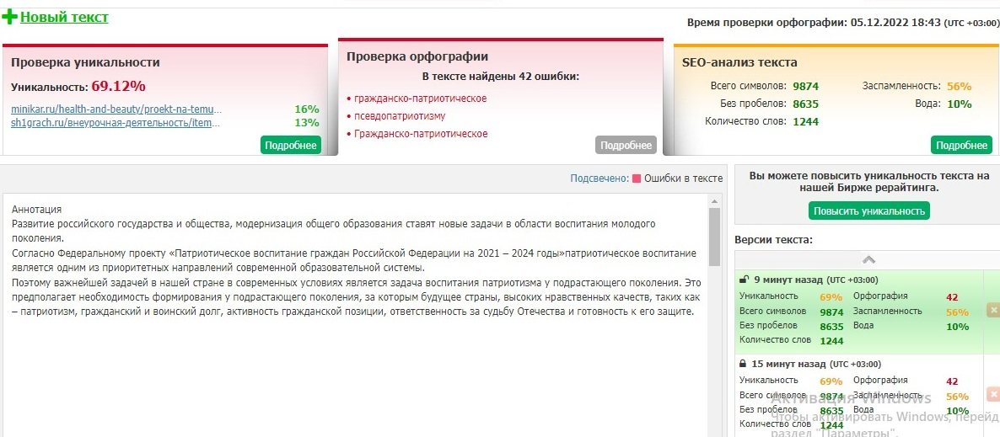 Новый текст
Время проверки орфографии: 05.12.2022 18:43 (UTC +03:00)
Проверка уникальности
Уникальность: 69.12%
minikar.ru/health-and-beauty/proekt-na-temu... 16%
sh1grach.ru/внеурочная-деятельность/item... 13%
Подробнее
Проверка орфографии
В тексте найдены 42 ошибки:
• гражданско-патриотическое
• псевдопатриотизму
• Гражданско-патриотическое
Подробнее
SEO-анализ текста
Всего символов: 9874 Заспамленность: 56%
Без пробелов: 8635 Вода: 10%
Количество слов: 1244
Подробнее
Подсвечено: Ошибки в тексте
Аннотация
Развитие российского государства и общества, модернизация общего образования ставят новые задачи в области воспитания молодого
поколения.
Согласно Федеральному проекту «Патриотическое воспитание граждан Российской Федерации на 2021 – 2024 годы»патриотическое воспитание
является одним из приоритетных направлений современной образовательной системы.
Поэтому важнейшей задачей в нашей стране в современных условиях является задача воспитания патриотизма у подрастающего поколения. Это
предполагает необходимость формирования у подрастающего поколения, за которым будущее страны, высоких нравственных качеств, таких как
– патриотизм, гражданский и воинский долг, активность гражданской позиции, ответственность за судьбу Отечества и готовность к его защите.
Вы можете повысить уникальность текста на
нашей Бирже рерайтинга.
Повысить уникальность
Версии текста:
9 минут назад (UTC +03:00)
Уникальность 69% Орфография 42
Всего символов 9874 Заспамленность 56%
Без пробелов 8635 Вода 10%
Количество слов 1244
15 минут назад (UTC +03:00)
Уникальность 69% Орфография 42
Всего символов 9874 Заспамленность 56%
Без пробелов 8635 Вода 10%
Количество слов 1244
Активация Windows
Чтобы активировать Windows, перейд
раздел "Параметры".